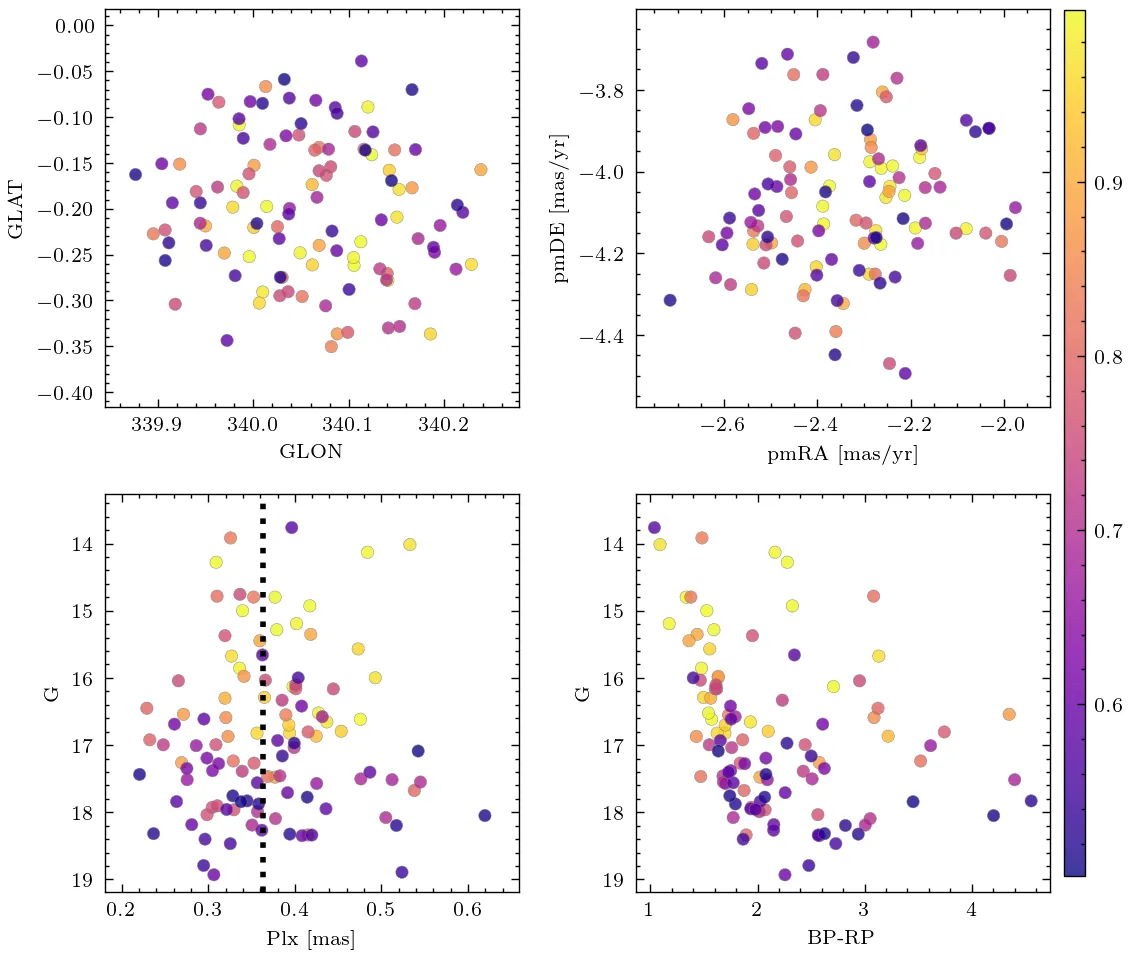 0.00
−0.05
−0.10
−0.15
−0.20
−0.25
−0.30
−0.35
−0.40
GLAT
339.9 340.0 340.1 340.2
GLON
−3.8
−4.0
−4.2
−4.4
pmDE [mas/yr]
−2.6 −2.4 −2.2 −2.0
pmRA [mas/yr]
0.9
0.8
0.7
0.6
14
15
16
17
18
19
G
0.2 0.3 0.4 0.5 0.6
Plx [mas]
14
15
16
17
18
19
G
1 2 3 4
BP-RP